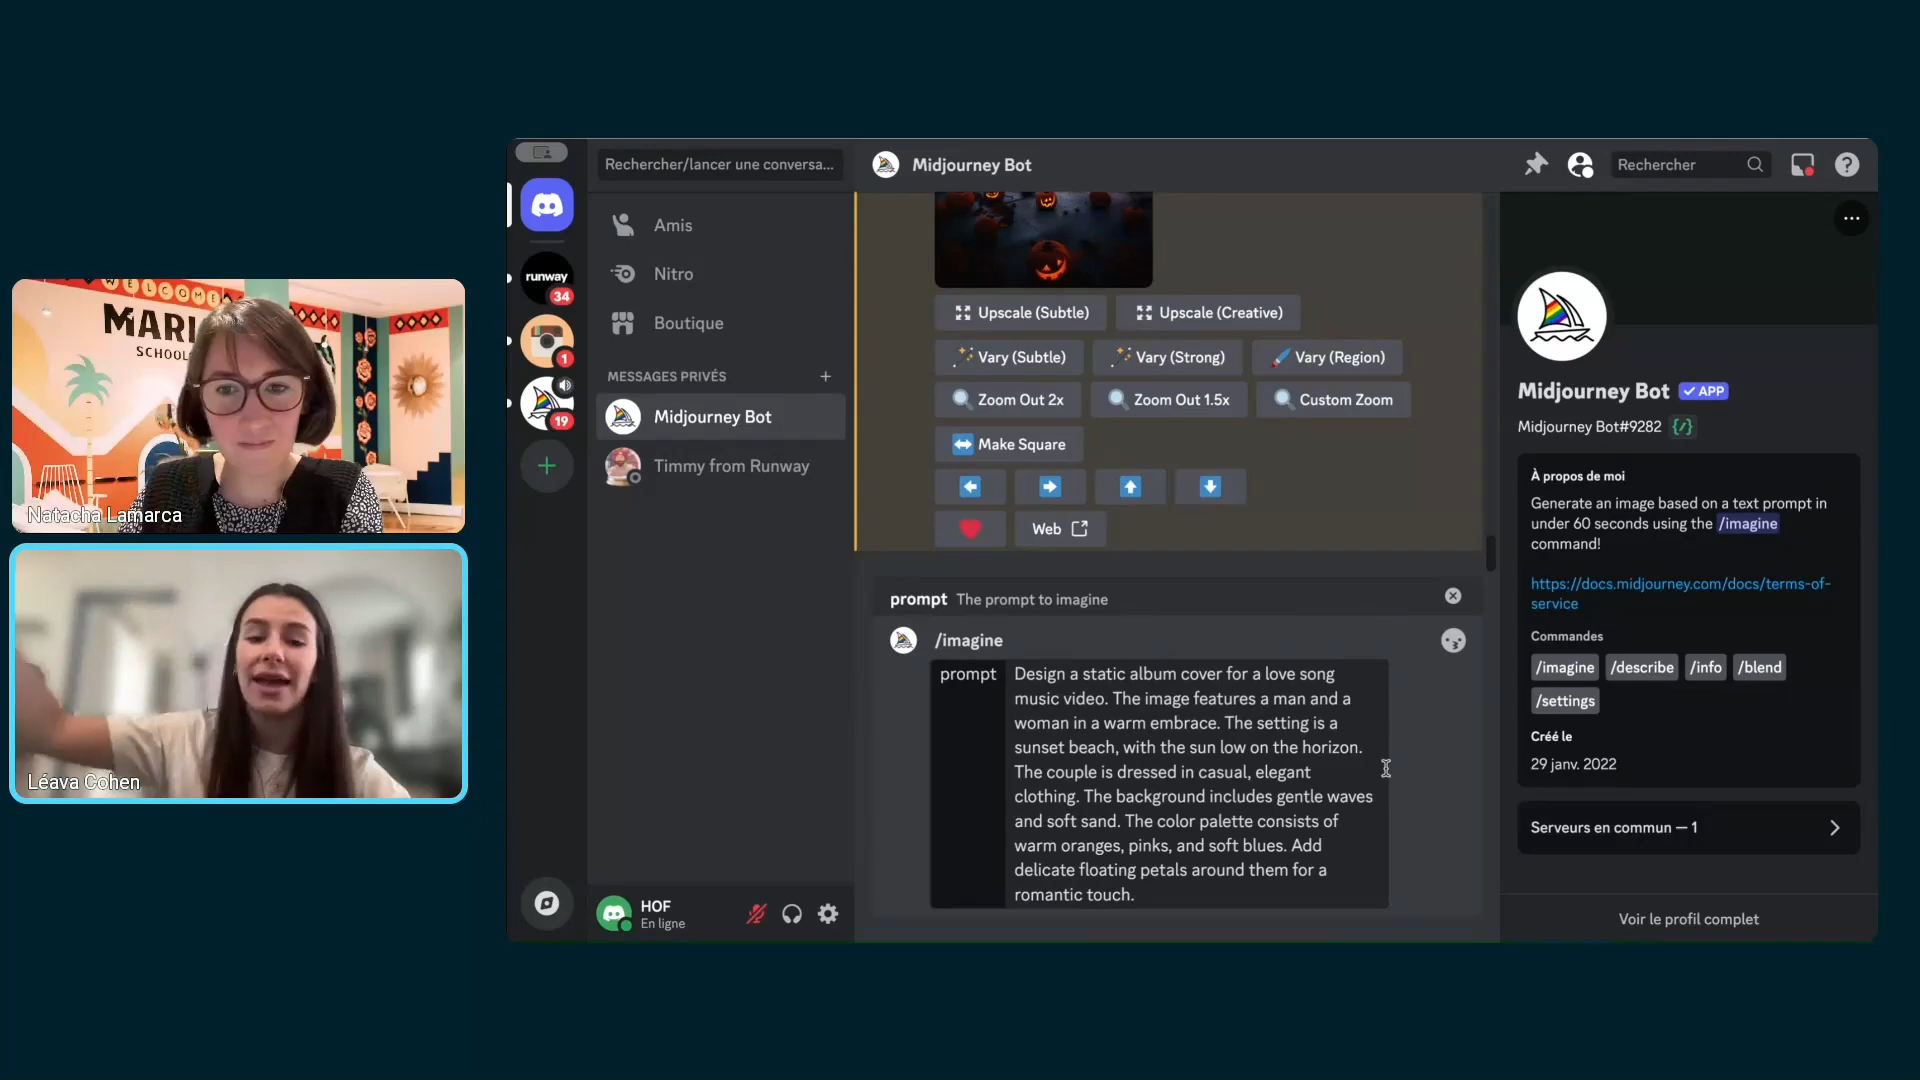 WELCOME
MARI
SCHOOL
Natacha Lamarca
Léava Cohen
Rechercher/lancer une conversa...
Amis
Nitro
Boutique
MESSAGES PRIVÉS
Midjourney Bot
Timmy from Runway
runway
34
1
19
HOF
En ligne
Midjourney Bot
Rechercher
Upscale (Subtle)
Upscale (Creative)
Vary (Subtle)
Vary (Strong)
Vary (Region)
Zoom Out 2x
Zoom Out 1.5x
Custom Zoom
Make Square
Web
prompt The prompt to imagine
/imagine
prompt
Design a static album cover for a love song
music video. The image features a man and a
woman in a warm embrace. The setting is a
sunset beach, with the sun low on the horizon.
The couple is dressed in casual, elegant
clothing. The background includes gentle waves
and soft sand. The color palette consists of
warm oranges, pinks, and soft blues. Add
delicate floating petals around them for a
romantic touch.
Midjourney Bot
APP
Midjourney Bot#9282
À propos de moi
Generate an image based on a text prompt in
under 60 seconds using the /imagine
command!
https://docs.midjourney.com/docs/terms-of-
service
Commandes
/imagine
/describe
/info
/blend
/settings
Créé le
29 janv. 2022
Serveurs en commun — 1
Voir le profil complet